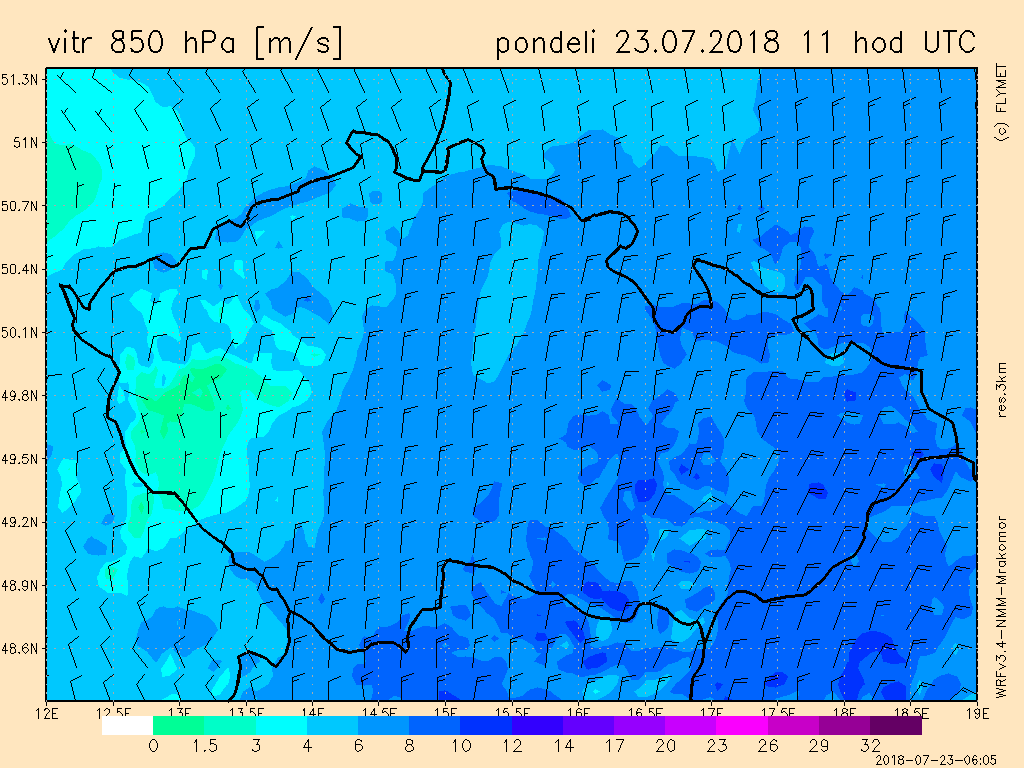 vitr 850 hPa [m/s]
pondeli 23.07.2018 11 hod UTC
(c) FLYMET
res.3km
WRFv3.4-NMM-Mrakomor
51.3N
51N
50.7N
50.4N
50.1N
49.8N
49.5N
49.2N
48.9N
48.6N
12E 12.5E 13E 13.5E 14E 14.5E 15E 15.5E 16E 16.5E 17E 17.5E 18E 18.5E 19E
0 1.5 3 4 6 8 10 12 14 17 20 23 26 29 32
2018-07-23-06:05